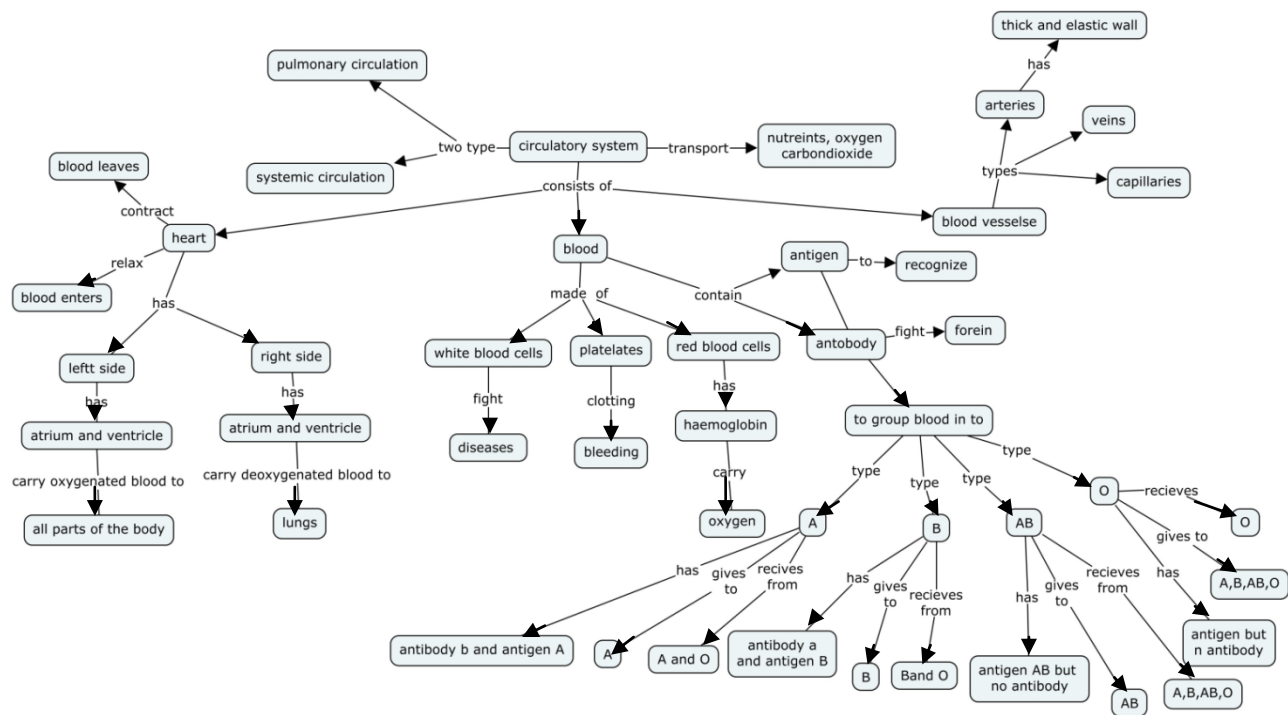 thick and elastic wall
has
pulmonary circulation
arteries
veins
two type
circulatory system
transport
nutreints, oxygen
carbondioxide
blood leaves
systemic circulation
types
capillaries
consists of
contract
blood vesselse
heart
blood
antigen
to
recognize
relax
blood enters
made of
contain
has
white blood cells
platelates
red blood cells
antobody
fight
forein
leftt side
right side
has
has
fight
clotting
has
atrium and ventricle
atrium and ventricle
diseases
bleeding
haemoglobin
to group blood in to
carry oxygenated blood to
carry deoxygenated blood to
carry
type
type
type
type
all parts of the body
lungs
oxygen
A
B
AB
O
recieves
O
has
gives
to
recives
from
has
gives
to
recieves
from
has
gives
to
recieves
from
has
gives to
A,B,AB,O
antibody b and antigen A
A
A and O
antibody a
and antigen B
B
Band O
antigen AB but
no antibody
AB
A,B,AB,O
antigen but
n antibody